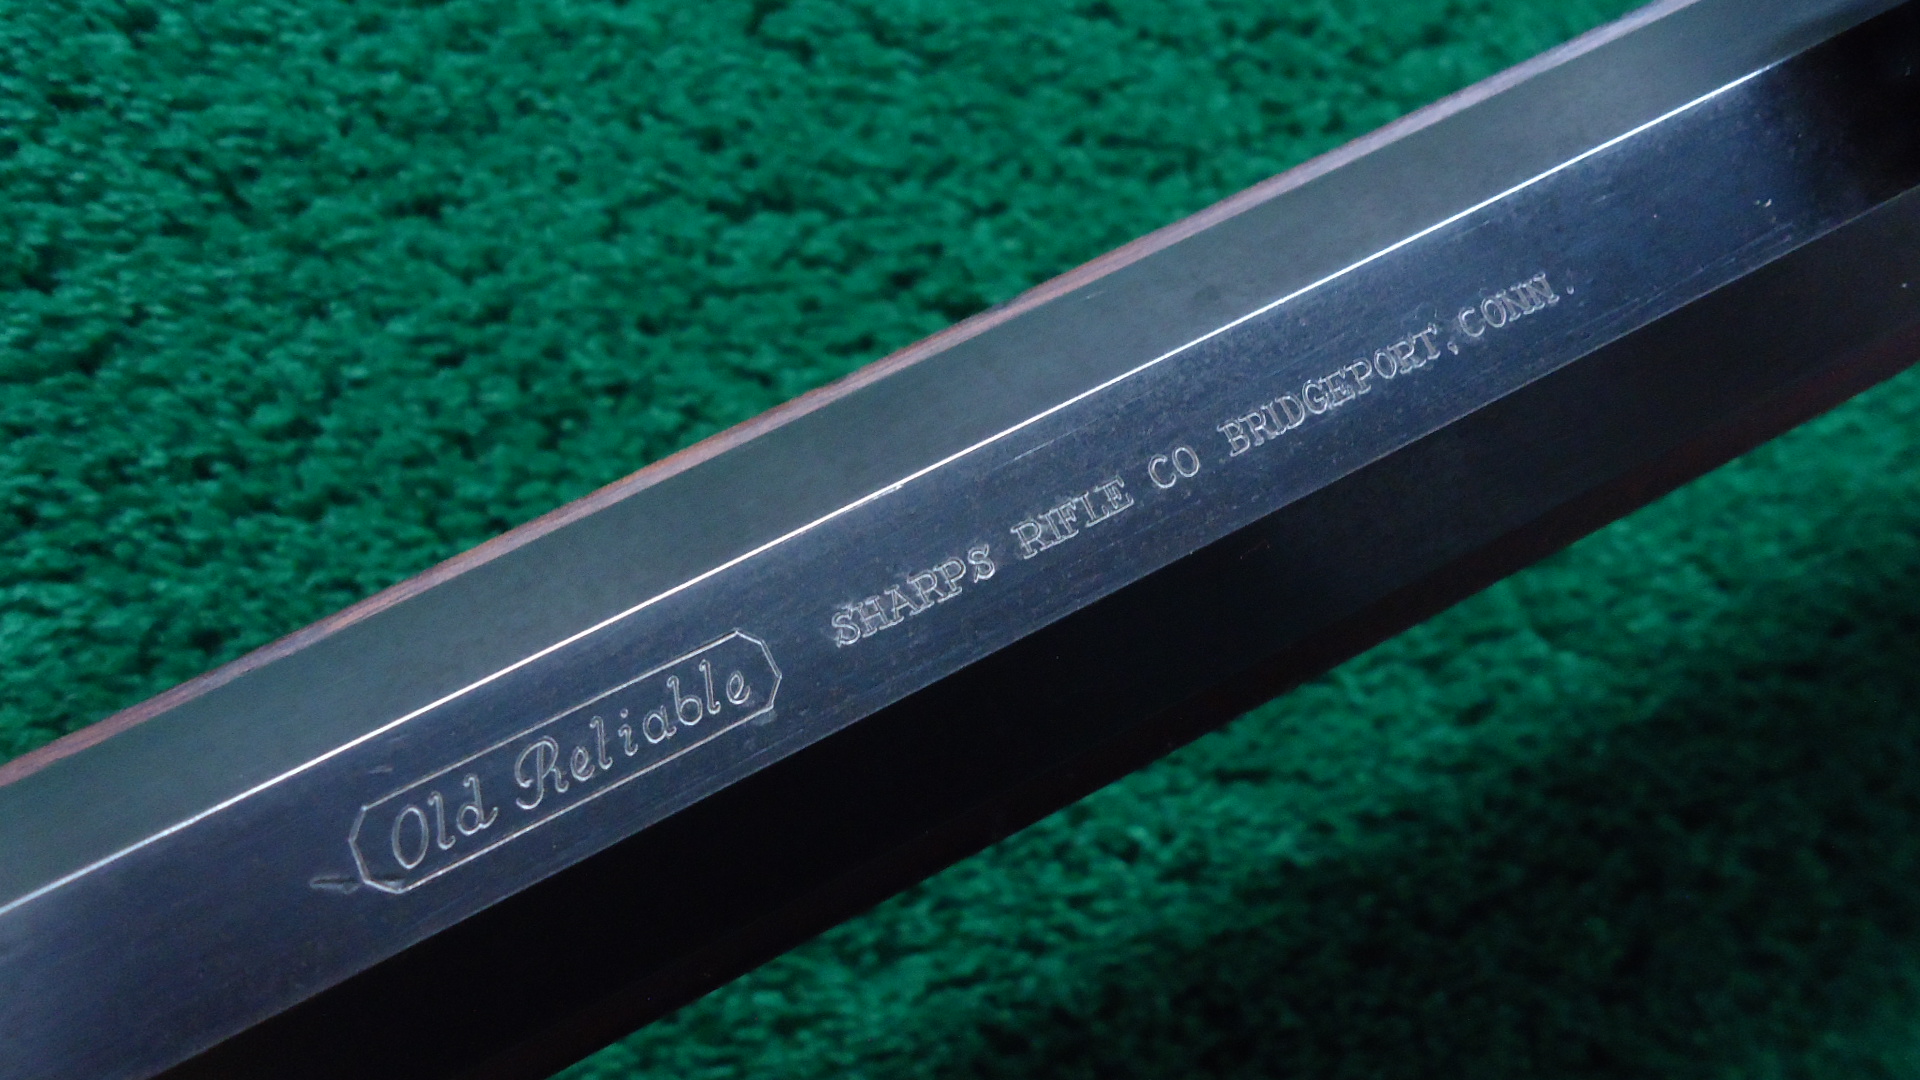 Old Reliable SHARPS RIFLE CO BRIDGEPORT, CONN.